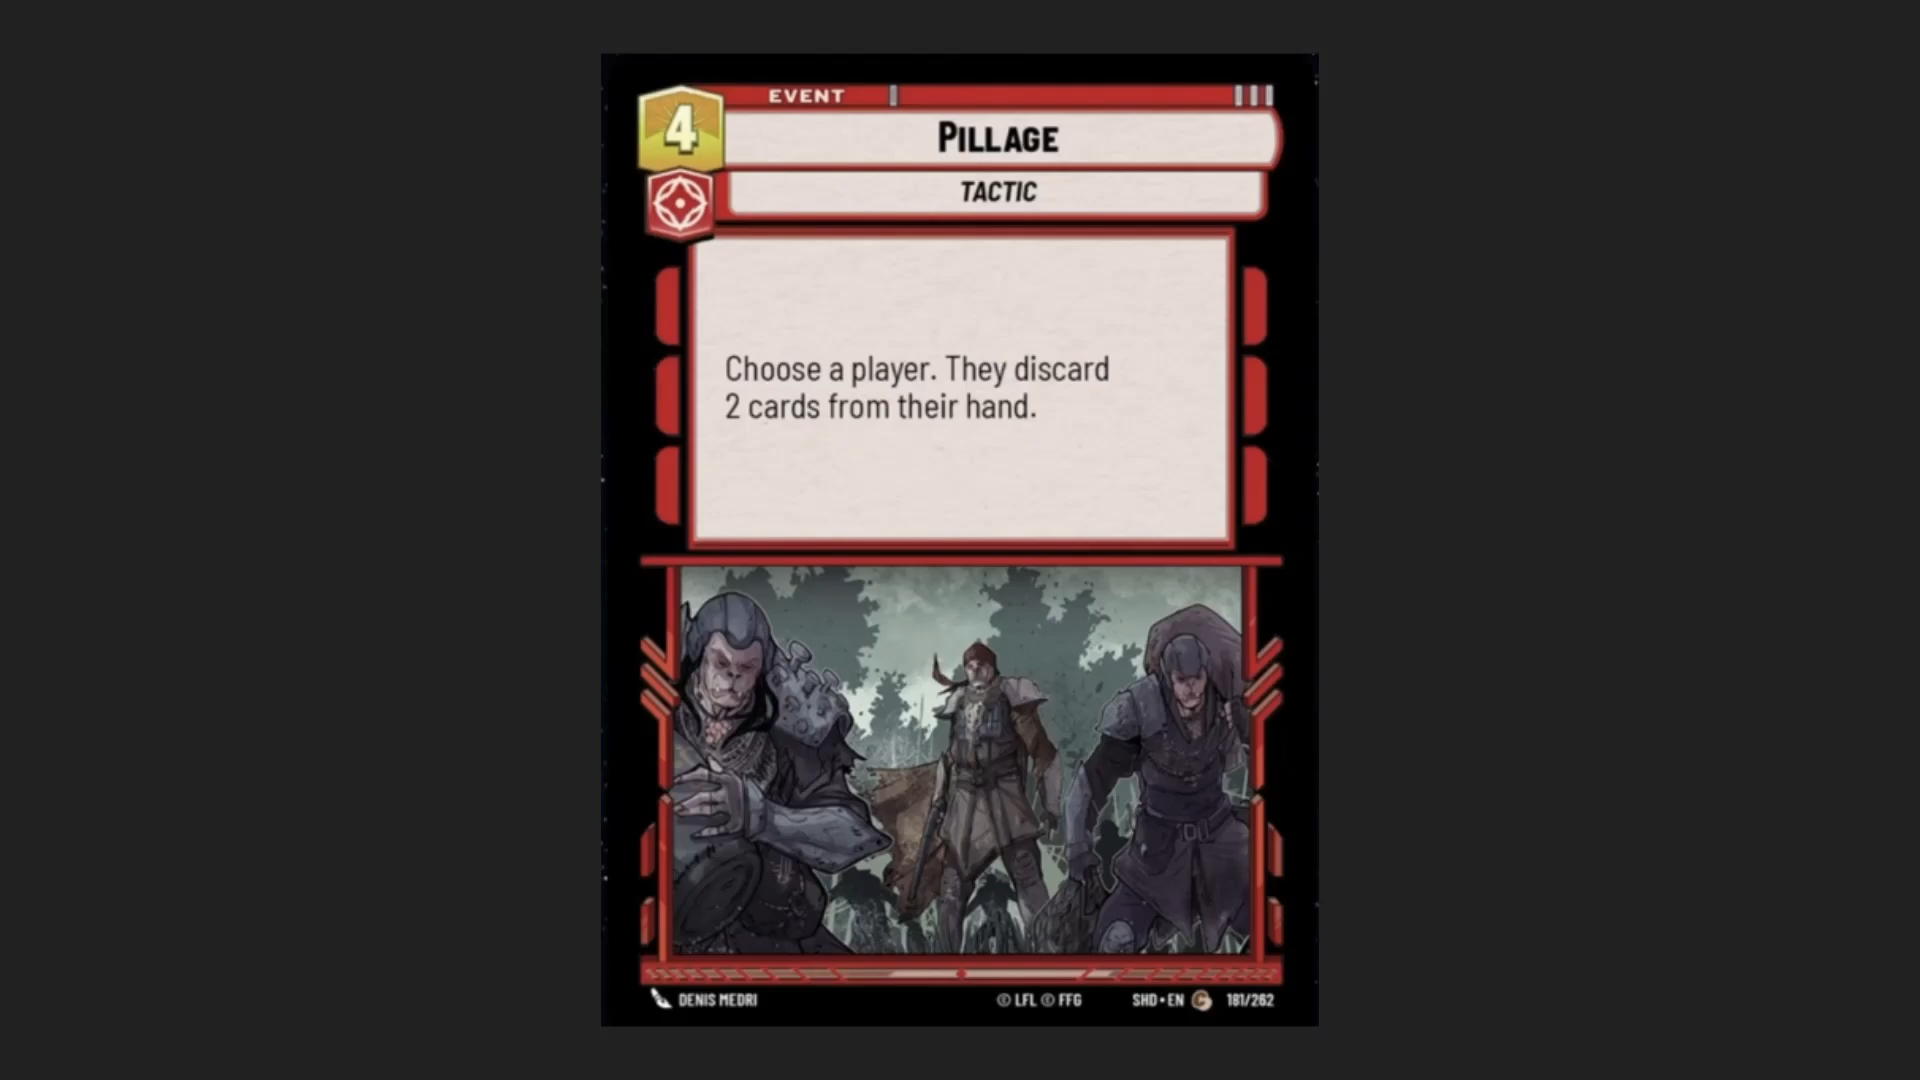 EVENT
4
PILLAGE
TACTIC
Choose a player. They discard
2 cards from their hand.
DENIS MEDRI
© LFL © FFG
SHD • EN C 181/262